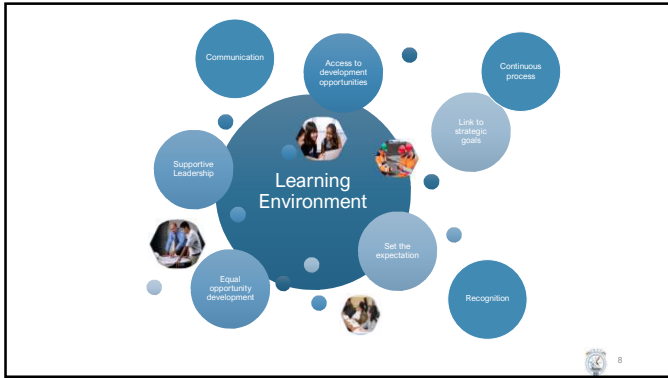 Communication
Access to
development
opportunities
Continuous
process
Link to
strategic
goals
Supportive
Leadership
Learning
Environment
Set the
expectation
Equal
opportunity
development
Recognition
8